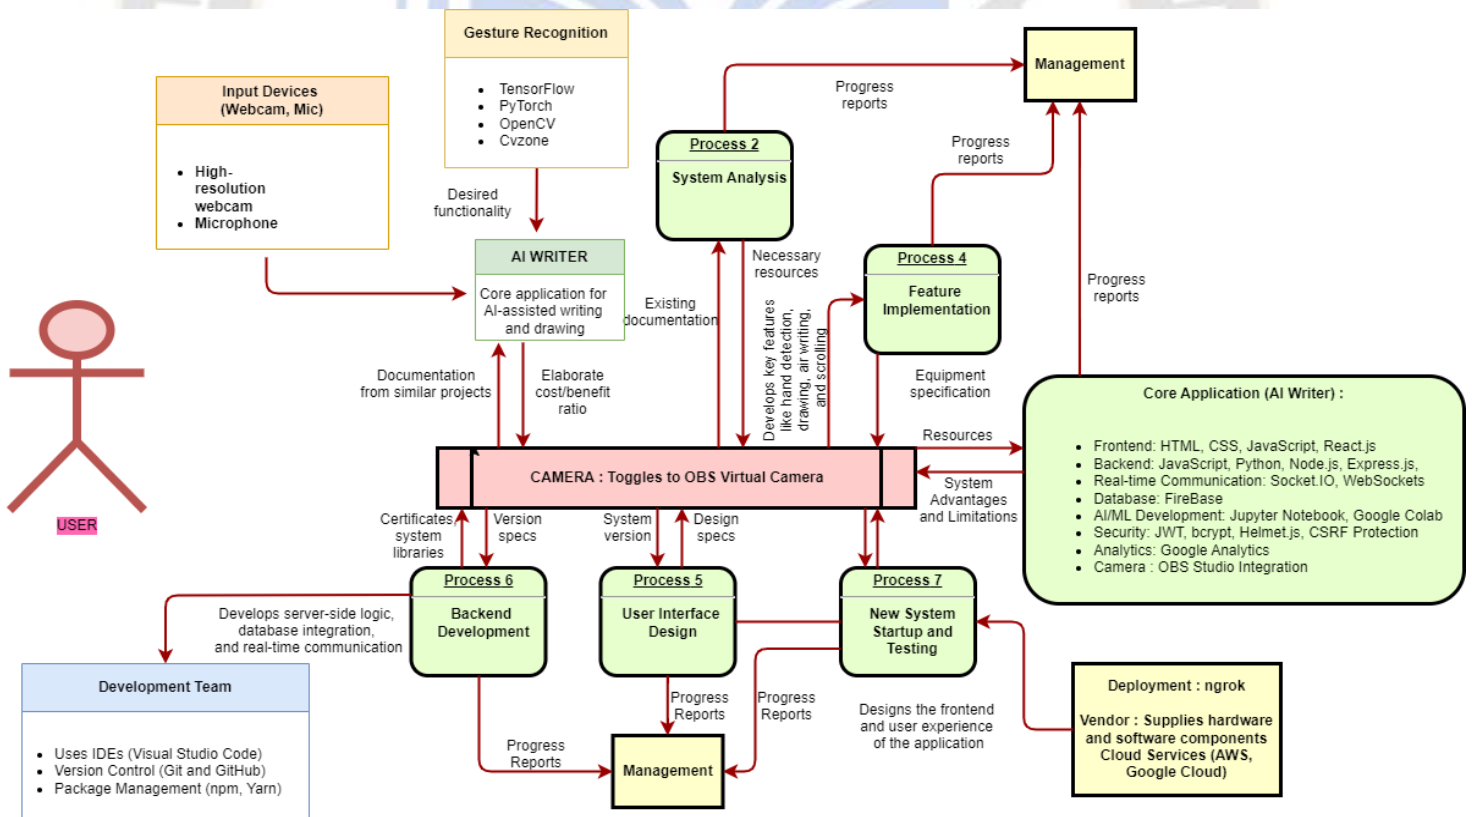 Gesture Recognition
TensorFlow
PyTorch
OpenCV
Cvzone
Input Devices
(Webcam, Mic)
High-
resolution
webcam
Microphone
Desired
functionality
AI WRITER
Core application for
AI-assisted writing
and drawing
Process 2
System Analysis
Progress
reports
Management
Progress
reports
Progress
reports
Process 4
Feature
Implementation
Necessary
resources
Existing
documentation
Develops key features
like hand detection,
drawing, air writing,
and scrolling
Documentation
from similar projects
Elaborate
cost/benefit
ratio
Equipment
specification
USER
CAMERA : Toggles to OBS Virtual Camera
Resources
System
Advantages
and Limitations
Core Application (AI Writer) :
Frontend: HTML, CSS, JavaScript, React.js
Backend: JavaScript, Python, Node.js, Express.js,
Real-time Communication: Socket.IO, WebSockets
Database: FireBase
AI/ML Development: Jupyter Notebook, Google Colab
Security: JWT, bcrypt, Helmet.js, CSRF Protection
Analytics: Google Analytics
Camera : OBS Studio Integration
Certificates,
system
libraries
Version
specs
System
version
Design
specs
Process 6
Backend
Development
Process 5
User Interface
Design
Process 7
New System
Startup and
Testing
Develops server-side logic,
database integration,
and real-time communication
Development Team
Uses IDEs (Visual Studio Code)
Version Control (Git and GitHub)
Package Management (npm, Yarn)
Progress
Reports
Progress
Reports
Progress
Reports
Management
Designs the frontend
and user experience
of the application
Deployment : ngrok
Vendor : Supplies hardware
and software components
Cloud Services (AWS,
Google Cloud)